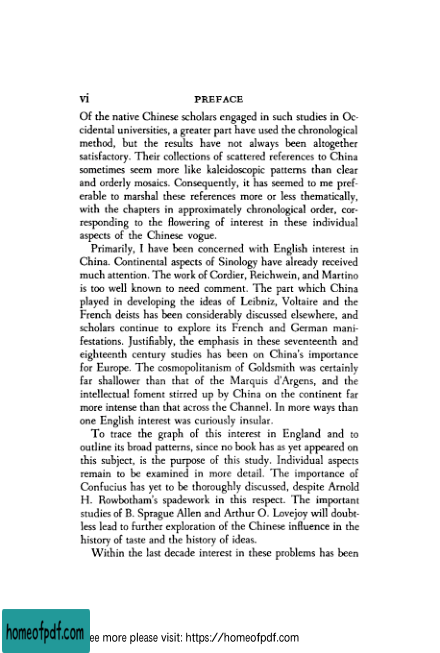 vi PREFACE
Of the native Chinese scholars engaged in such studies in Oc-
cidental universities, a greater part have used the chronological
method, but the results have not always been altogether
satisfactory. Their collections of scattered references to China
sometimes seem more like kaleidoscopic patterns than clear
and orderly mosaics. Consequently, it has seemed to me pref-
erable to marshal these references more or less thematically,
with the chapters in approximately chronological order, cor-
responding to the flowering of interest in these individual
aspects of the Chinese vogue.
Primarily, I have been concerned with English interest in
China. Continental aspects of Sinology have already received
much attention. The work of Cordier, Reichwein, and Martino
is too well known to need comment. The part which China
played in developing the ideas of Leibniz, Voltaire and the
French deists has been considerably discussed elsewhere, and
scholars continue to explore its French and German mani-
festations. Justifiably, the emphasis in these seventeenth and
eighteenth century studies has been on China's importance
for Europe. The cosmopolitanism of Goldsmith was certainly
far shallower than that of the Marquis d'Argens, and the
intellectual foment stirred up by China on the continent far
more intense than that across the Channel. In more ways than
one English interest was curiously insular.
To trace the graph of this interest in England and to
outline its broad patterns, since no book has as yet appeared on
this subject, is the purpose of this study. Individual aspects
remain to be examined in more detail. The importance of
Confucius has yet to be thoroughly discussed, despite Arnold
H. Rowbotham's spadework in this respect. The important
studies of B. Sprague Allen and Arthur O. Lovejoy will doubt-
less lead to further exploration of the Chinese influence in the
history of taste and the history of ideas.
Within the last decade interest in these problems has been
homeofpdf.com ee more please visit: https://homeofpdf.com